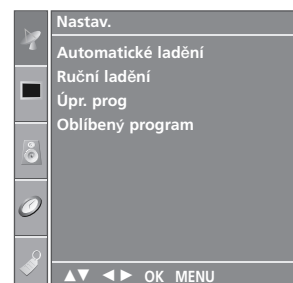 Nastav.
Automatické ladění
Ruční ladění
Úpr. prog
Oblíbený program
▲▼ ◄► OK MENU